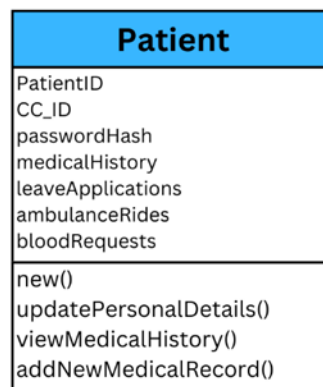 Patient
PatientID
CC_ID
passwordHash
medicalHistory
leaveApplications
ambulanceRides
bloodRequests
new()
updatePersonalDetails()
viewMedicalHistory()
addNewMedicalRecord()